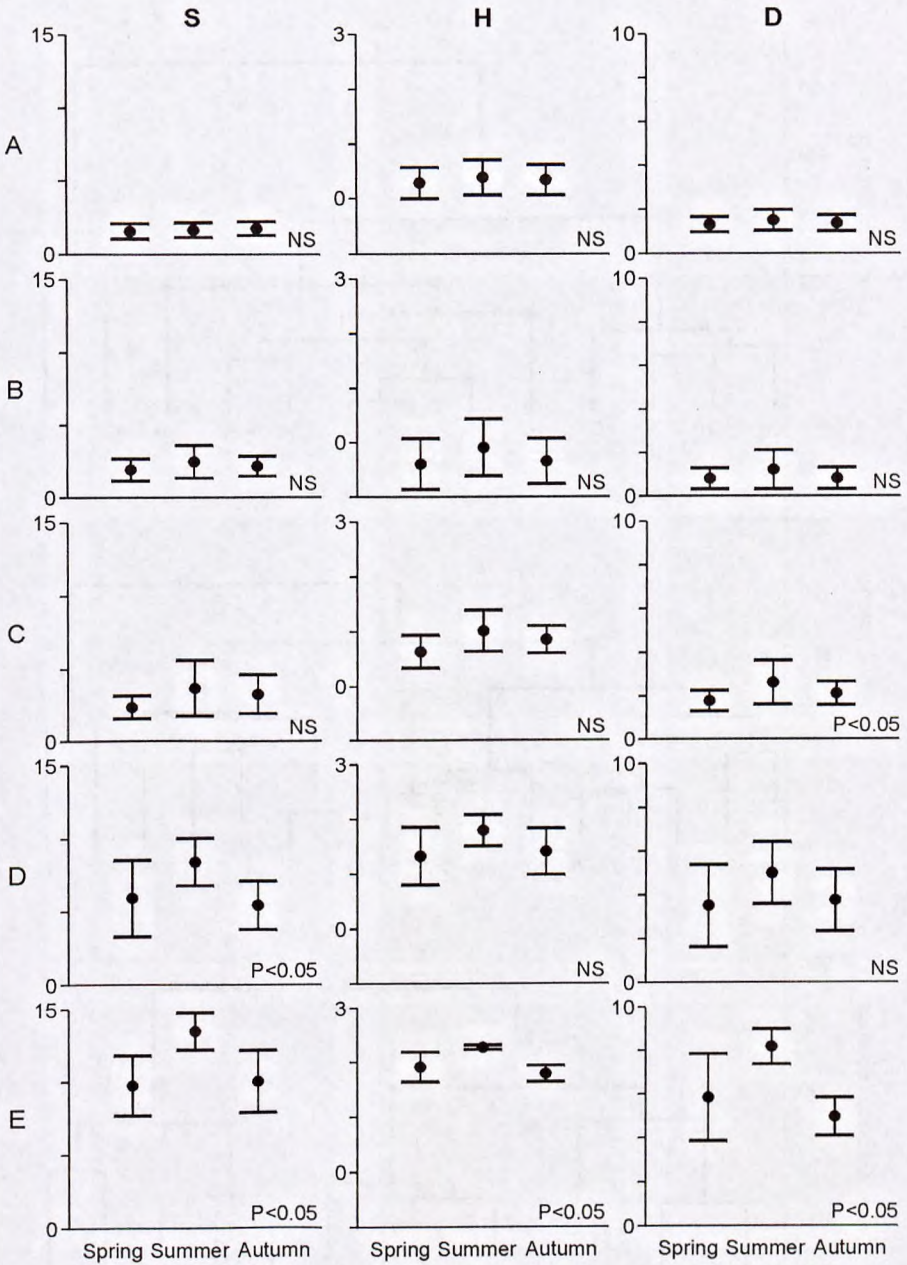 S H D
15 3 10
A
0
NS NS NS
0 0
15 3 10
B
0
NS NS NS
0 0
15 3 10
C
0
NS NS P<0.05
0 0
15 3 10
D
0
P<0.05 NS NS
0 0
15 3 10
E
0
P<0.05 P<0.05 P<0.05
0 0
Spring Summer Autumn Spring Summer Autumn Spring Summer Autumn